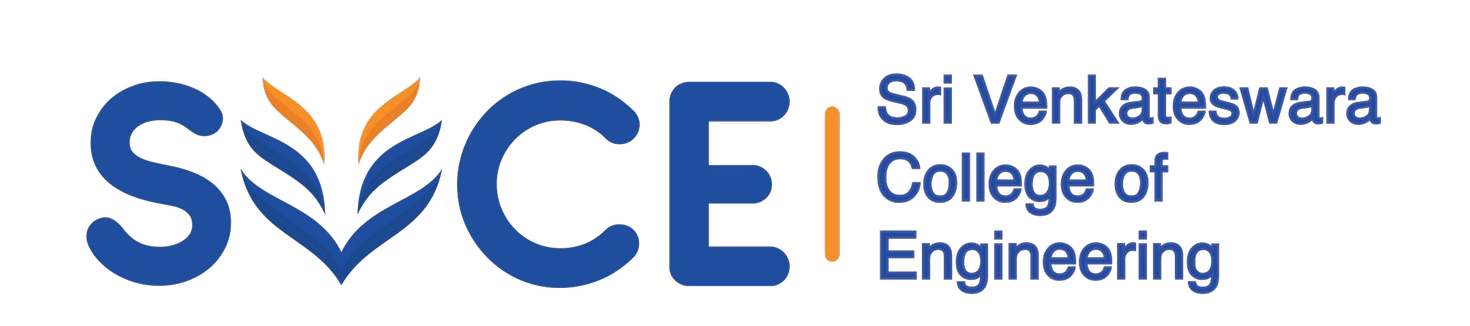 SVCE
Sri Venkateswara
College of
Engineering